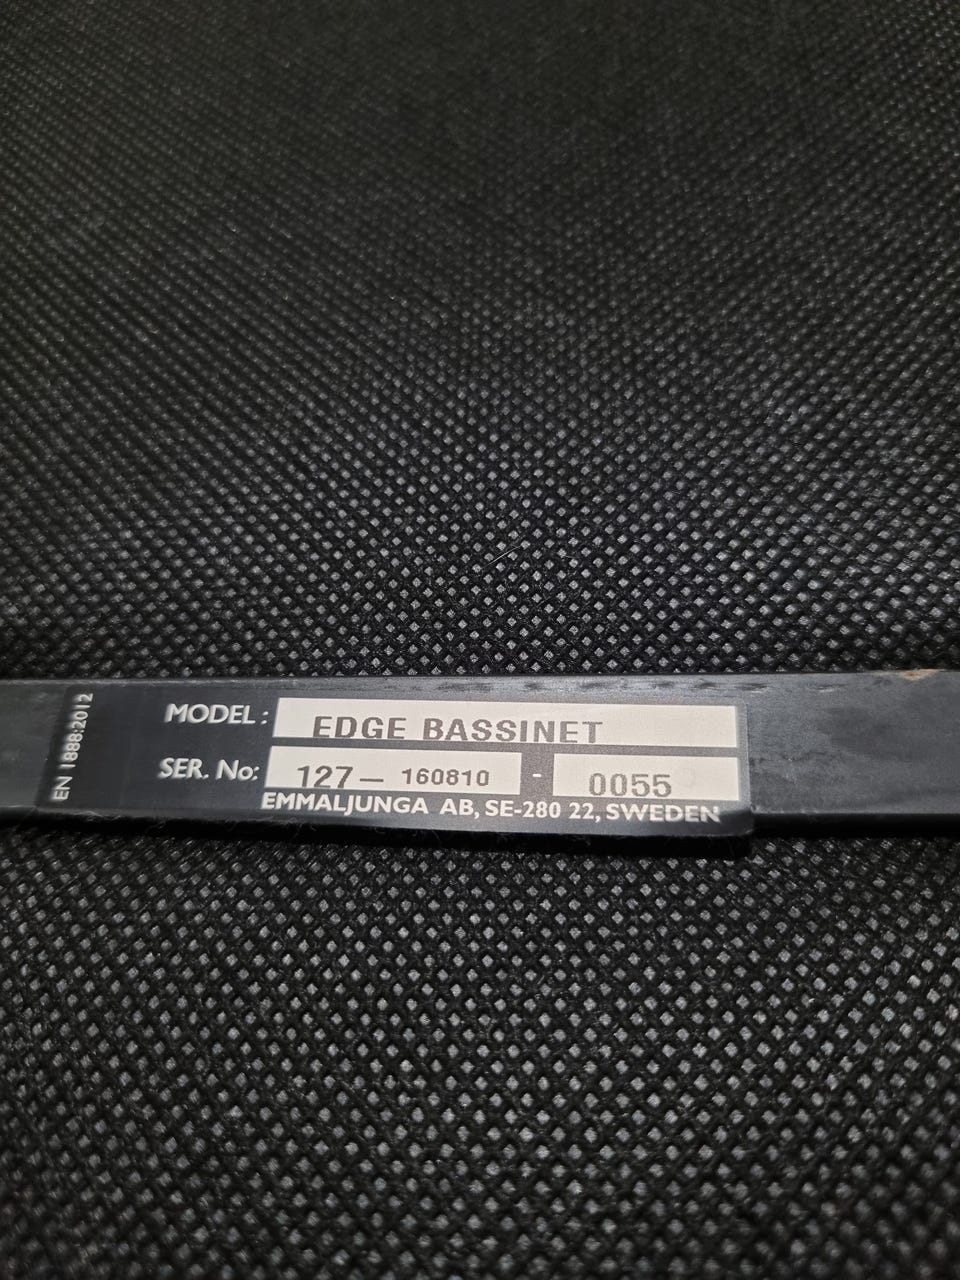 EN 1888:2012
MODEL: EDGE BASSINET
SER. No: 127- 160810 - 0055
EMMALJUNGA AB, SE-280 22, SWEDEN